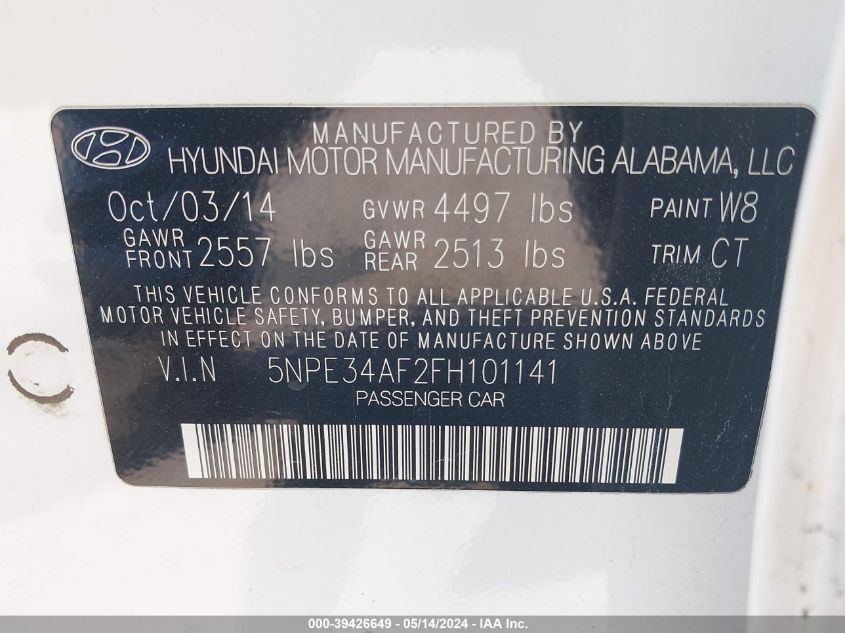 MANUFACTURED BY
HYUNDAI MOTOR MANUFACTURING ALABAMA, LLC
Oct/03/14 GVWR 4497 lbs PAINT W8
GAWR FRONT 2557 lbs GAWR REAR 2513 lbs TRIM CT
THIS VEHICLE CONFORMS TO ALL APPLICABLE U.S.A. FEDERAL
MOTOR VEHICLE SAFETY, BUMPER, AND THEFT PREVENTION STANDARDS
IN EFFECT ON THE DATE OF MANUFACTURE SHOWN ABOVE.
V.I.N 5NPE34AF2FH101141
PASSENGER CAR
000-39426649 - 05/14/2024 - IAA Inc.